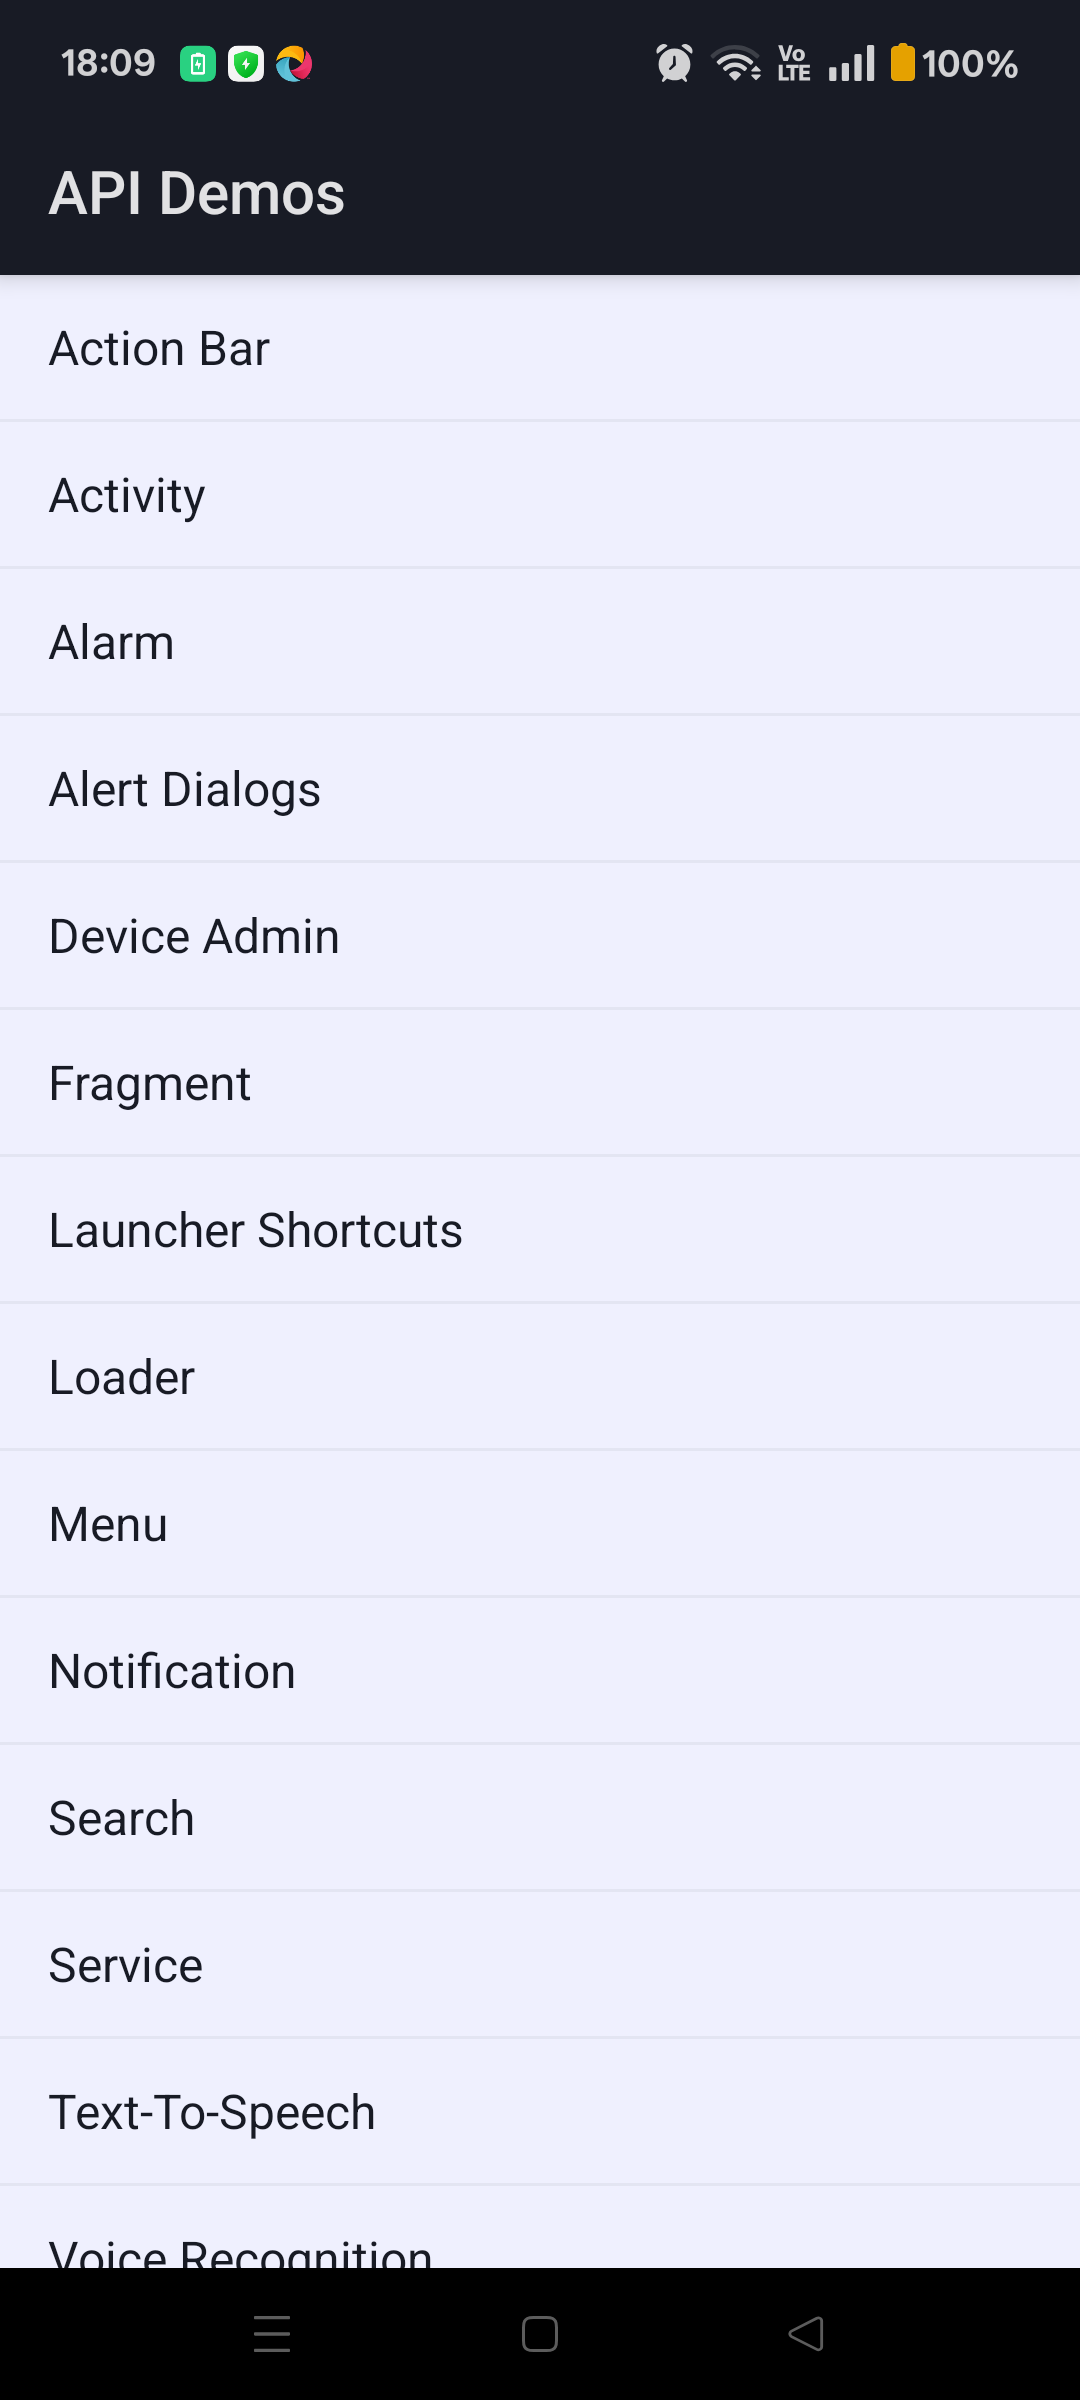 18:09 Vo LTE 100%
API Demos
Action Bar
Activity
Alarm
Alert Dialogs
Device Admin
Fragment
Launcher Shortcuts
Loader
Menu
Notification
Search
Service
Text-To-Speech
Voice Recognition